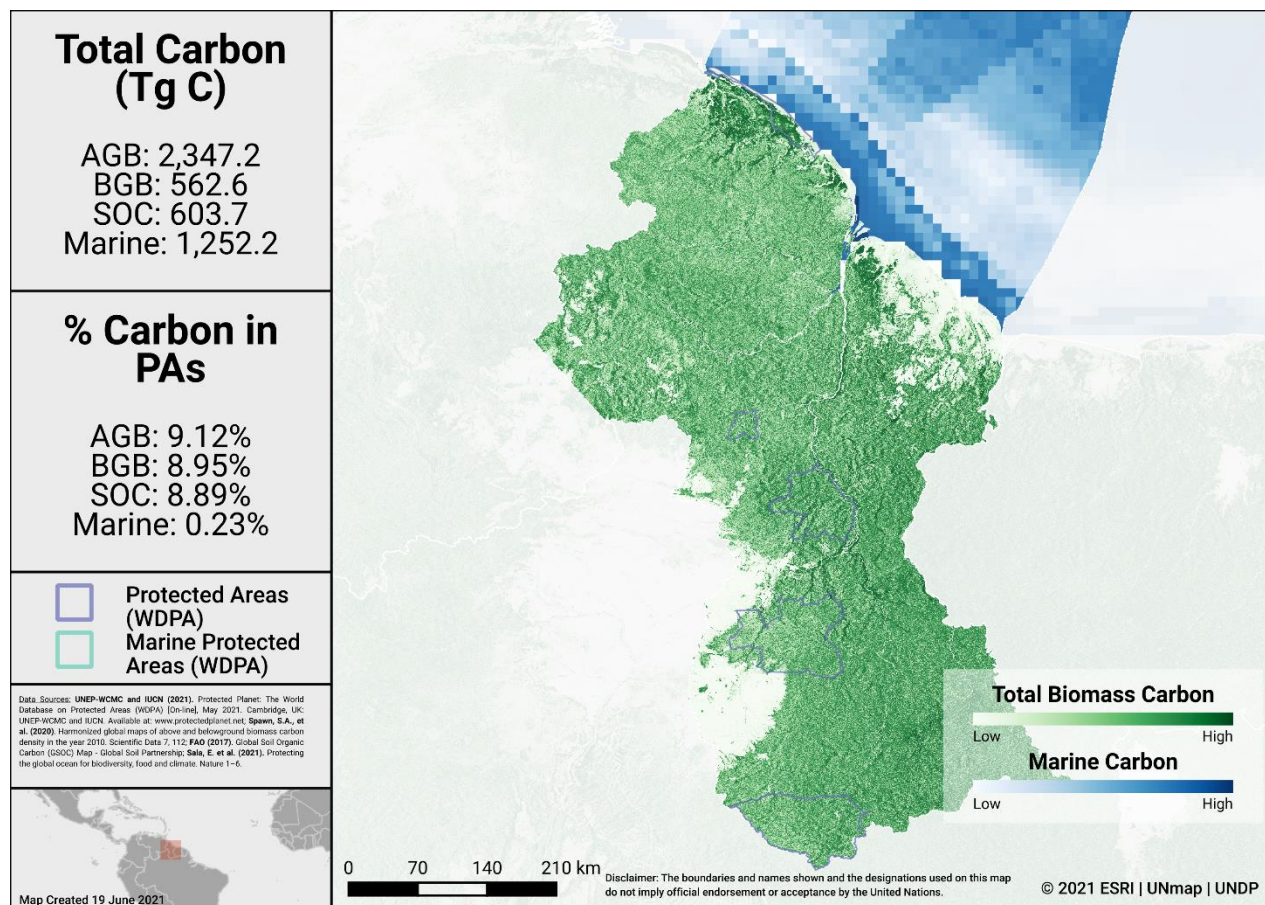 Total Carbon
(Tg C)
AGB: 2,347.2
BGB: 562.6
SOC: 603.7
Marine: 1,252.2
% Carbon in
PAs
AGB: 9.12%
BGB: 8.95%
SOC: 8.89%
Marine: 0.23%
Protected Areas
(WDPA)
Marine Protected
Areas (WDPA)
Data Sources: UNEP-WCMC and IUCN (2021). Protected Planet: The World
Database on Protected Areas (WDPA) [On-line], May 2021. Cambridge, UK:
UNEP-WCMC and IUCN. Available at: www.protectedplanet.net; Spawn, S.A., et
al. (2020). Harmonized global maps of above and belowground biomass carbon
density in the year 2010. Scientific Data 7, 112; FAO (2017). Global Soil Organic
Carbon (GSOC) Map - Global Soil Partnership; Sala, E. et al. (2021). Protecting
the global ocean for biodiversity, food and climate. Nature 1–6.
Map Created 19 June 2021
0 70 140 210 km
Disclaimer: The boundaries and names shown and the designations used on this map
do not imply official endorsement or acceptance by the United Nations.
Total Biomass Carbon
Low High
Marine Carbon
Low High
© 2021 ESRI | UNmap | UNDP